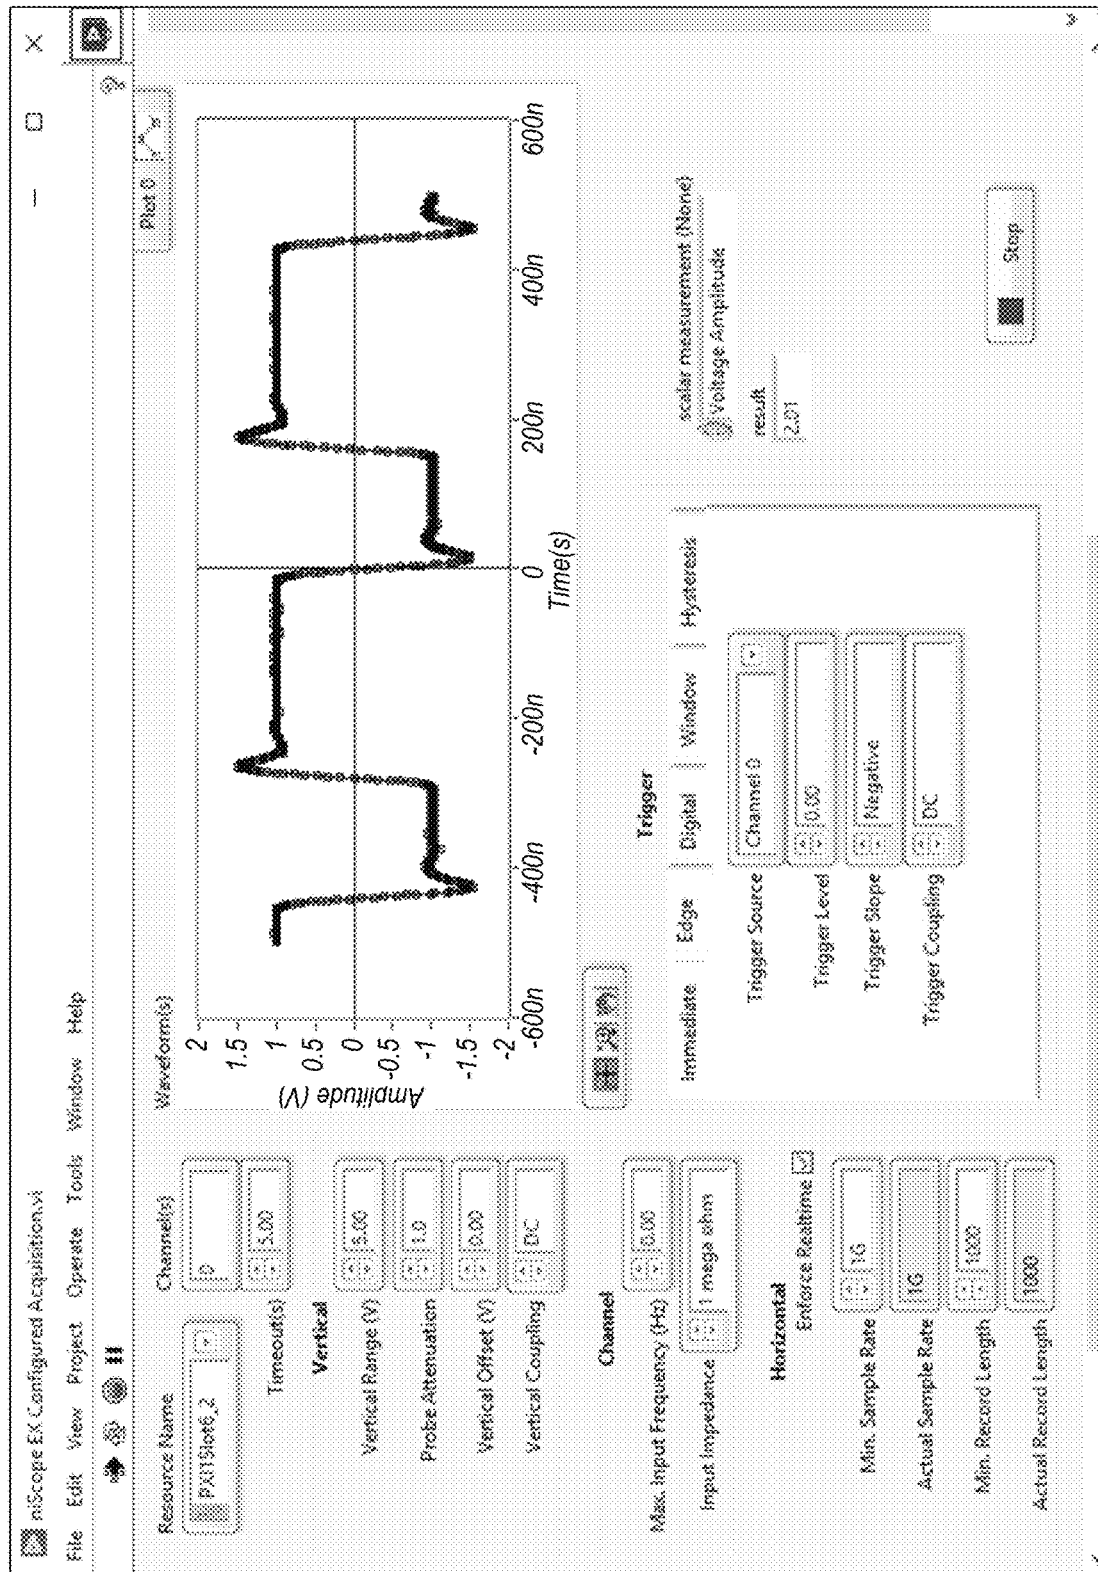 niScope EX Configured Acquisition.vi
File Edit View Project Operate Tools Window Help
Resource Name
PXI1Slot6_2
Channel(s)
0
Timeout(s)
5.00
Vertical
Vertical Range (V)
Probe Attenuation
1.0
Vertical Offset (V)
0.00
Vertical Coupling
DC
Channel
Max. Input Frequency (Hz)
0.00
Input Impedance
1 mega ohm
Horizontal
Enforce Realtime
Min. Sample Rate
1G
Actual Sample Rate
1G
Min. Record Length
1000
Actual Record Length
1000
Waveform(s)
Plot 0
Amplitude (V)
2
1.5
1
0.5
0
-0.5
-1
-1.5
-2
-600n -400n -200n 0 200n 400n 600n
Time(s)
Trigger
Immediate Edge Digital Window Hysteresis
Trigger Source
Channel 0
Trigger Level
0.00
Trigger Slope
Negative
Trigger Coupling
DC
scalar measurement (None)
Voltage Amplitude
result
2.01
Stop